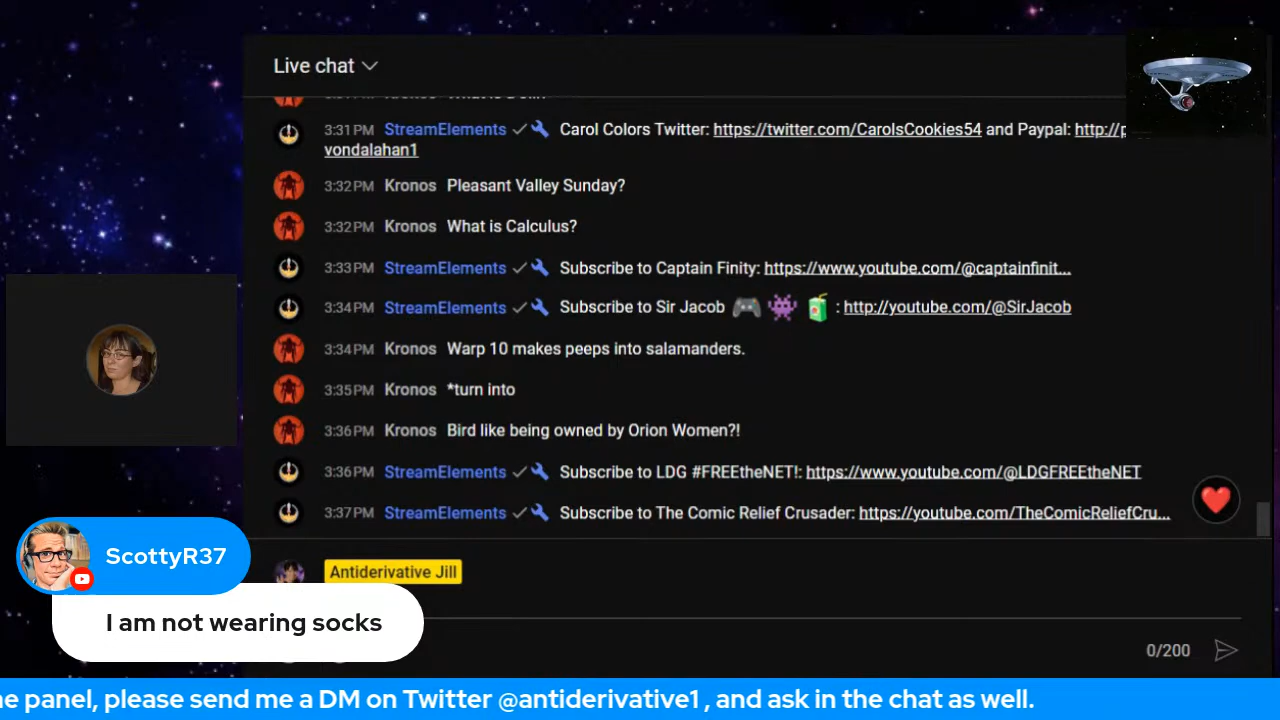 Live chat
3:31 PM StreamElements Carol Colors Twitter: https://twitter.com/CarolsCookies54 and Paypal: http://p
vondalahan1
3:32 PM Kronos Pleasant Valley Sunday?
3:32 PM Kronos What is Calculus?
3:33 PM StreamElements Subscribe to Captain Finity: https://www.youtube.com/@captainfinit...
3:34 PM StreamElements Subscribe to Sir Jacob 🎮 👾 🧃 : http://youtube.com/@SirJacob
3:34 PM Kronos Warp 10 makes peeps into salamanders.
3:35 PM Kronos *turn into
3:36 PM Kronos Bird like being owned by Orion Women?!
3:36 PM StreamElements Subscribe to LDG #FREEtheNET!: https://www.youtube.com/@LDGFREEtheNET
3:37 PM StreamElements Subscribe to The Comic Relief Crusader: https://youtube.com/TheComicReliefCru...
ScottyR37
Antiderivative Jill
I am not wearing socks
0/200
ne panel, please send me a DM on Twitter @antiderivative1 , and ask in the chat as well.